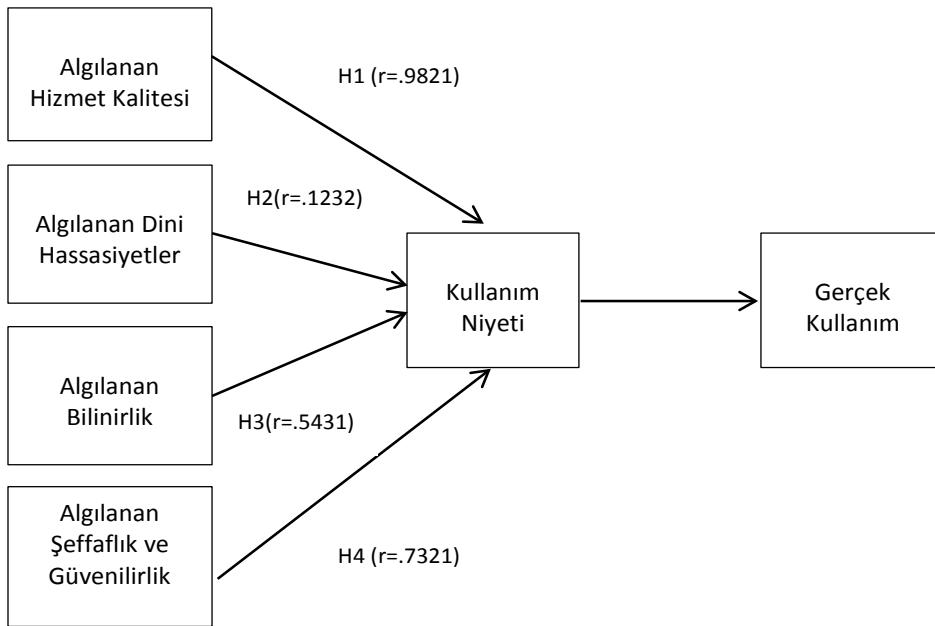 Algılanan
Hizmet Kalitesi
H1 (r=.9821)
Algılanan Dini
Hassasiyetler
H2(r=.1232)
Algılanan
Bilinirlik
H3(r=.5431)
Algılanan
Şeffaflık ve
Güvenilirlik
H4 (r=.7321)
Kullanım
Niyeti
Gerçek
Kullanım